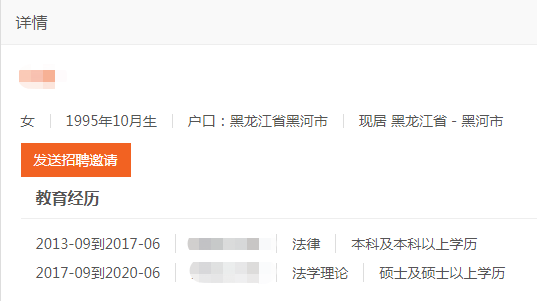 详情
女 1995年10月生 户口：黑龙江省黑河市 现居 黑龙江省 - 黑河市
发送招聘邀请
教育经历
2013-09到2017-06 法律 本科及本科以上学历
2017-09到2020-06 法学理论 硕士及硕士以上学历